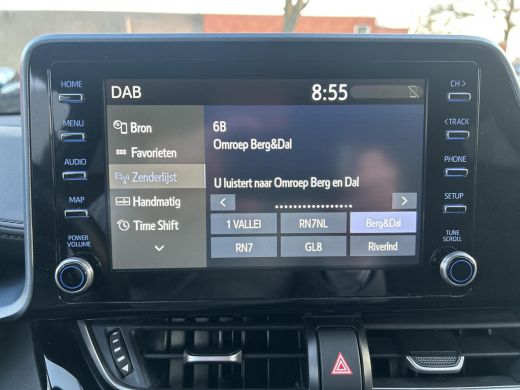 DAB
8:55
HOME
MENU
AUDIO
MAP
POWER
VOLUME
Bron
Favorieten
Zenderlijst
Handmatig
Time Shift
6B
Omroep Berg&Dal
U luistert naar Omroep Berg en Dal
< >
1 VALLEI RN7NL Berg&Dal
RN7 GL8 RivierInd
CH >
< TRACK
PHONE
SETUP
TUNE
SCROLL